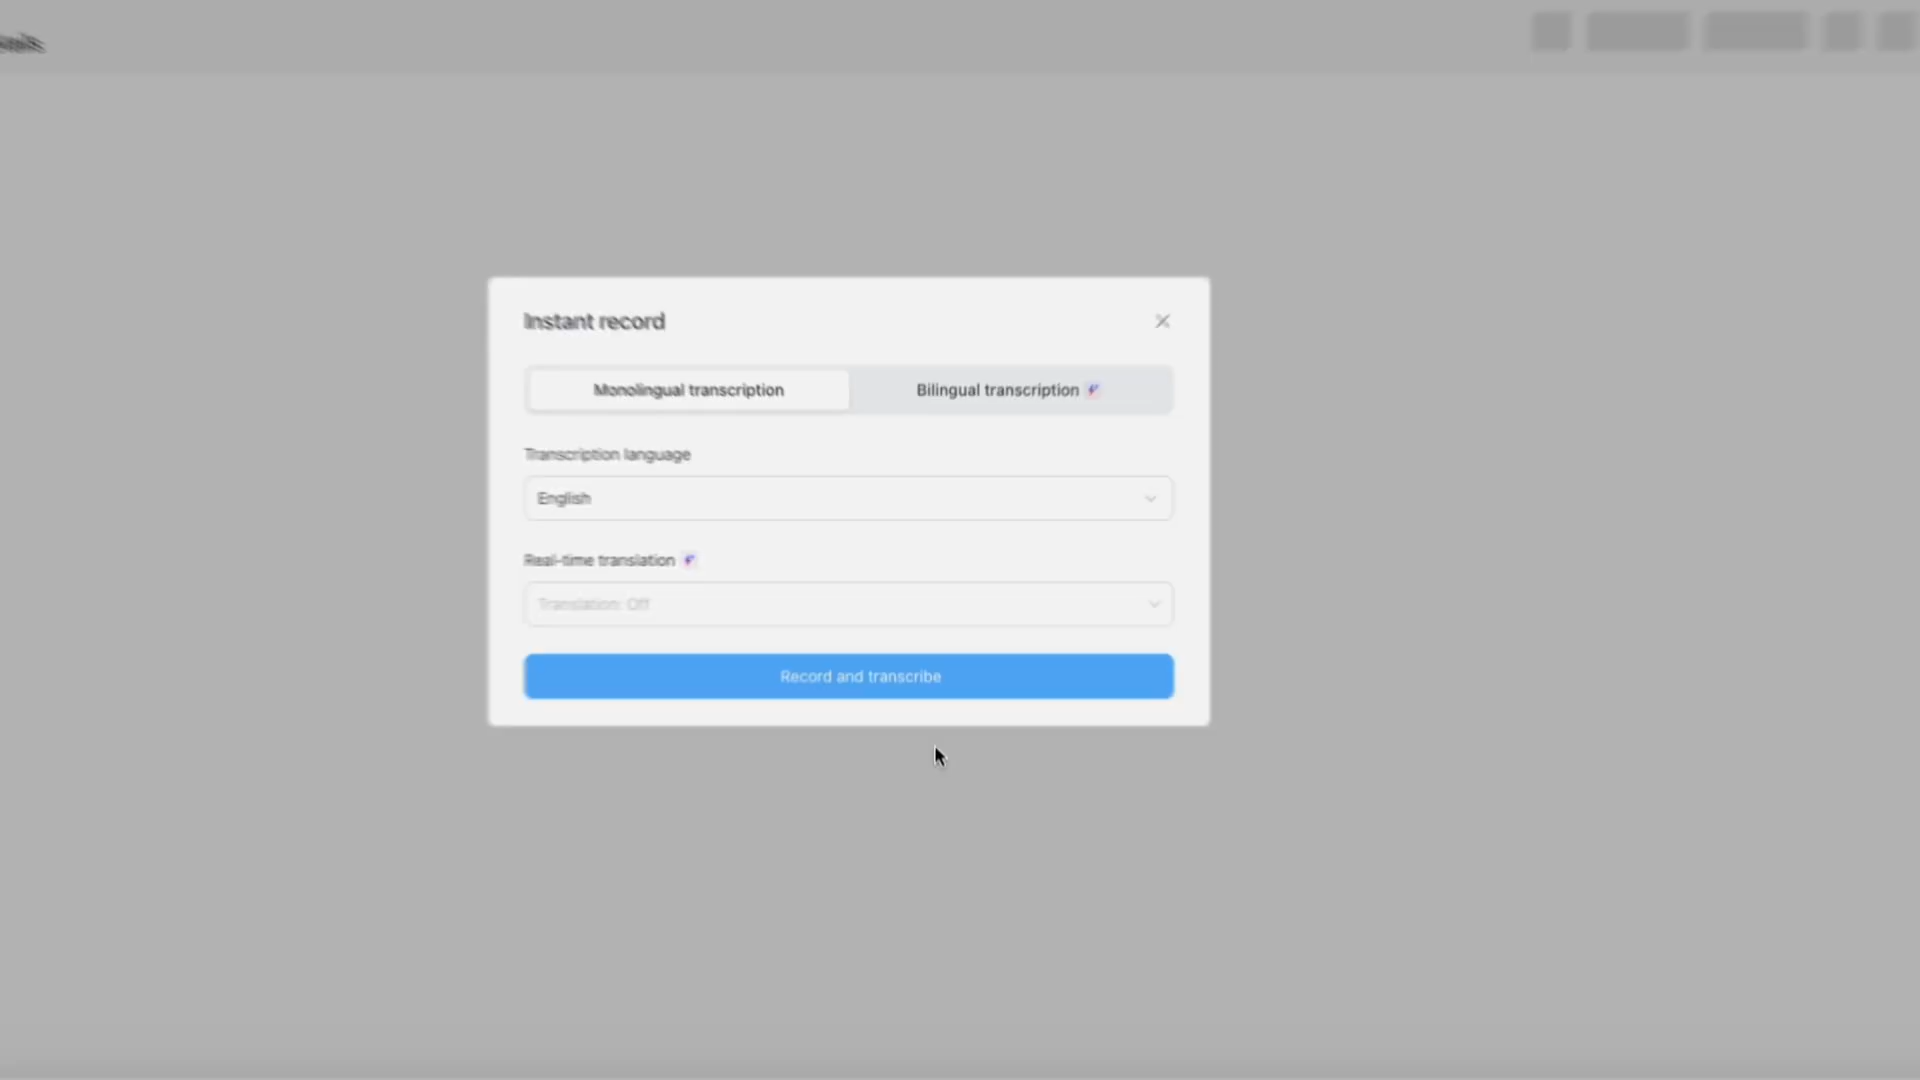 Instant record
Monolingual transcription
Bilingual transcription
Transcription language
English
Real-time translation
Translation: Off
Record and transcribe